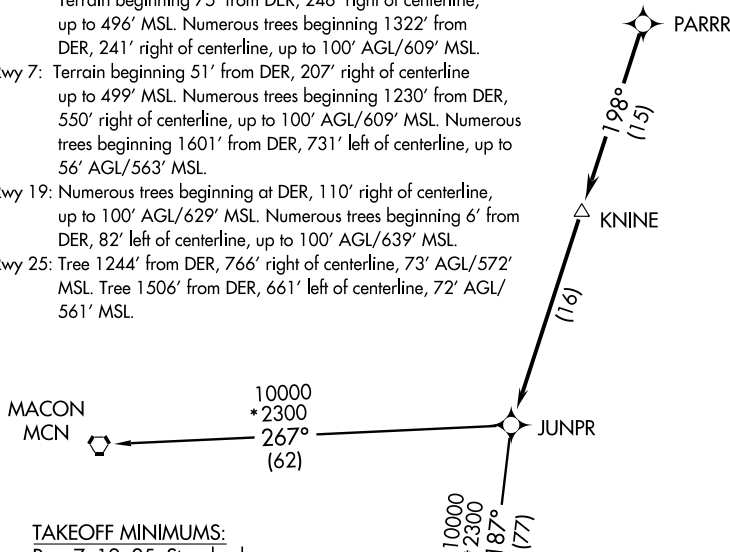 Terrain beginning 75' from DER, 246' right of centerline,
up to 496' MSL. Numerous trees beginning 1322' from
DER, 241' right of centerline, up to 100' AGL/609' MSL.
wy 7: Terrain beginning 51' from DER, 207' right of centerline
up to 499' MSL. Numerous trees beginning 1230' from DER,
550' right of centerline, up to 100' AGL/609' MSL. Numerous
trees beginning 1601' from DER, 731' left of centerline, up to
56' AGL/563' MSL.
wy 19: Numerous trees beginning at DER, 110' right of centerline,
up to 100' AGL/629' MSL. Numerous trees beginning 6' from
DER, 82' left of centerline, up to 100' AGL/639' MSL.
wy 25: Tree 1244' from DER, 766' right of centerline, 73' AGL/572'
MSL. Tree 1506' from DER, 661' left of centerline, 72' AGL/
561' MSL.
PARRR
198°
(15)
KNINE
(16)
JUNPR
MACON
MCN
10000
*2300
267°
(62)
10000
*2300
187°
(77)
TAKEOFF MINIMUMS: